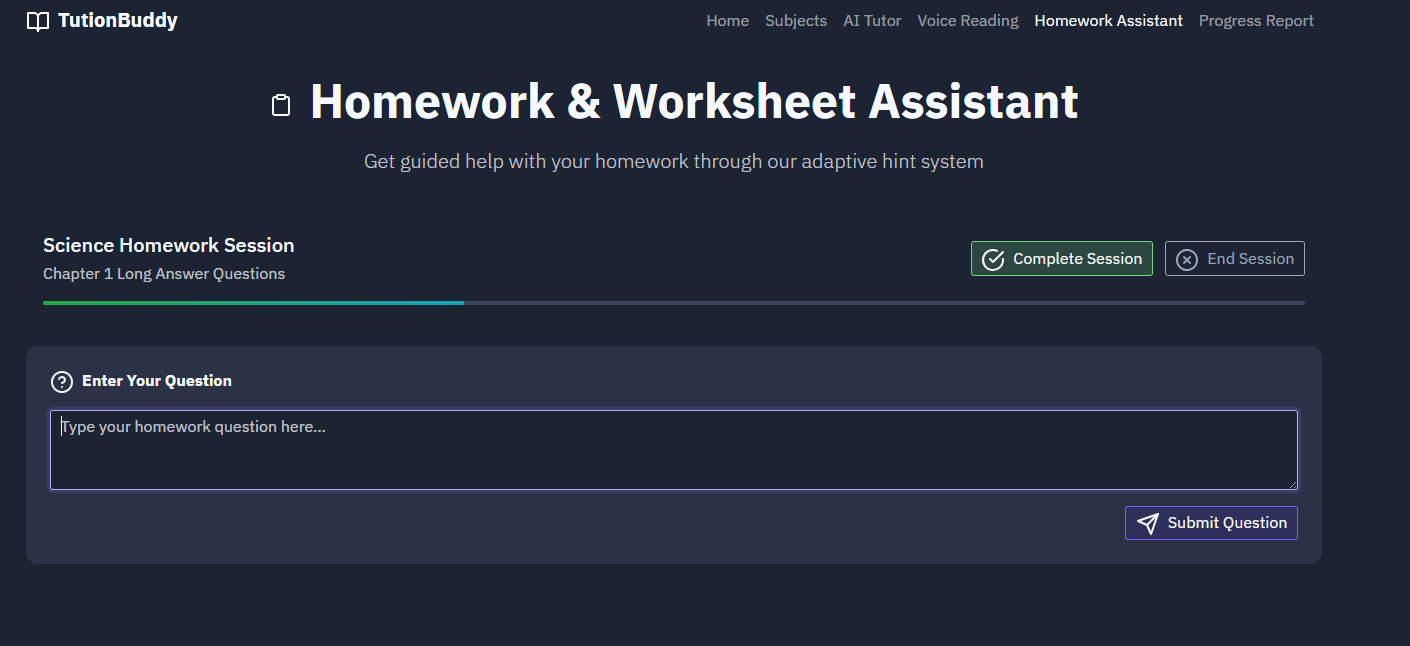 TutionBuddy
Home Subjects AI Tutor Voice Reading Homework Assistant Progress Report
Homework & Worksheet Assistant
Get guided help with your homework through our adaptive hint system
Science Homework Session
Chapter 1 Long Answer Questions
Complete Session
End Session
Enter Your Question
Type your homework question here...
Submit Question